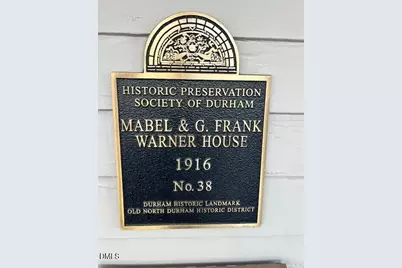 HISTORIC PRESERVATION
SOCIETY OF DURHAM
MABEL & G. FRANK
WARNER HOUSE
1916
No. 38
DURHAM HISTORIC LANDMARK
OLD NORTH DURHAM HISTORIC DISTRICT
DMLS